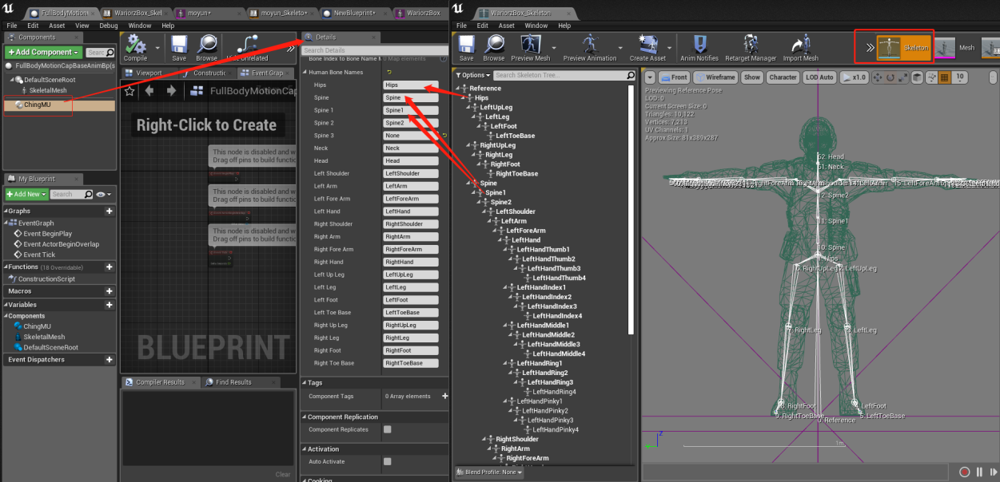 FullBodyMotion
WariorzBox_Skel
moyun*
moyun_Skeleto*
NewBlueprint*
WariorzBox
File Edit Asset View Debug Window Help
Components
+Add Component
Search
FullBodyMotionCapBaseAnimBp(s
DefaultSceneRoot
SkeletalMesh
ChingMU
My Blueprint
+Add New
Search
Graphs
EventGraph
Event BeginPlay
Event ActorBeginOverlap
Event Tick
Functions (18 Overridable)
ConstructionScript
Macros
Variables
Components
ChingMU
SkeletalMesh
DefaultSceneRoot
Event Dispatchers
Compile
Save
Browse
Hide Unrelated
Viewport
Constructic
Event Grap
FullBodyMotionCap
Right-Click to Create
This node is disabled and w
Drag off pins to build functio
This node is disabled and w
Drag off pins to build functio
This node is disabled and w
Drag off pins to build functio
BLUEPRINT
Compiler Results
Find Results
Clear
Details
Search Details
Bone Index to Bone Name M 0 Map elements
Human Bone Names
Hips Hips
Spine Spine
Spine 1 Spine1
Spine 2 Spine2
Spine 3 None
Neck Neck
Head Head
Left Shoulder LeftShoulder
Left Arm LeftArm
Left Fore Arm LeftForeArm
Left Hand LeftHand
Right Shoulder RightShoulder
Right Arm RightArm
Right Fore Arm RightForeArm
Right Hand RightHand
Left Up Leg LeftUpLeg
Left Leg LeftLeg
Left Foot LeftFoot
Left Toe Base LeftToeBase
Right Up Leg RightUpLeg
Right Leg RightLeg
Right Foot RightFoot
Right Toe Base RightToeBase
Tags
Component Tags 0 Array elements
Component Replication
Component Replicates
Activation
Auto Activate
Cooking
WariorzBox_Skeleton
File Edit Asset Window Help
Save
Browse
Preview Mesh
Preview Animation
Create Asset
Anim Notifies
Retarget Manager
Import Mesh
Skeleton
Mesh
Options
Search Skeleton Tree...
Reference
Hips
LeftUpLeg
LeftLeg
LeftFoot
LeftToeBase
RightUpLeg
RightLeg
RightFoot
RightToeBase
Spine
Spine1
Spine2
LeftShoulder
LeftArm
LeftForeArm
LeftHand
LeftHandThumb1
LeftHandThumb2
LeftHandThumb3
LeftHandThumb4
LeftHandIndex1
LeftHandIndex2
LeftHandIndex3
LeftHandIndex4
LeftHandMiddle1
LeftHandMiddle2
LeftHandMiddle3
LeftHandMiddle4
LeftHandRing1
LeftHandRing2
LeftHandRing3
LeftHandRing4
LeftHandPinky1
LeftHandPinky2
LeftHandPinky3
LeftHandPinky4
RightShoulder
RightArm
RightForeArm
Blend Profile: None
Front
Wireframe
Show
Character
LOD Auto
x1.0
10
Previewing Reference Pose
LOD: 0
Current Screen Size: 0
Triangles: 10,122
Vertices: 7,213
UV Channels: 1
Approx Size: 81x389x287
52: Head
51: Neck
12: Spine2
11: Spine1
10: Spine
1: Hips
6: RightUpLeg
2: LeftUpLeg
7: RightLeg
3: LeftLeg
8: RightFoot
4: LeftFoot
9: RightToeBase
5: LeftToeBase
0: Reference
1m
Z